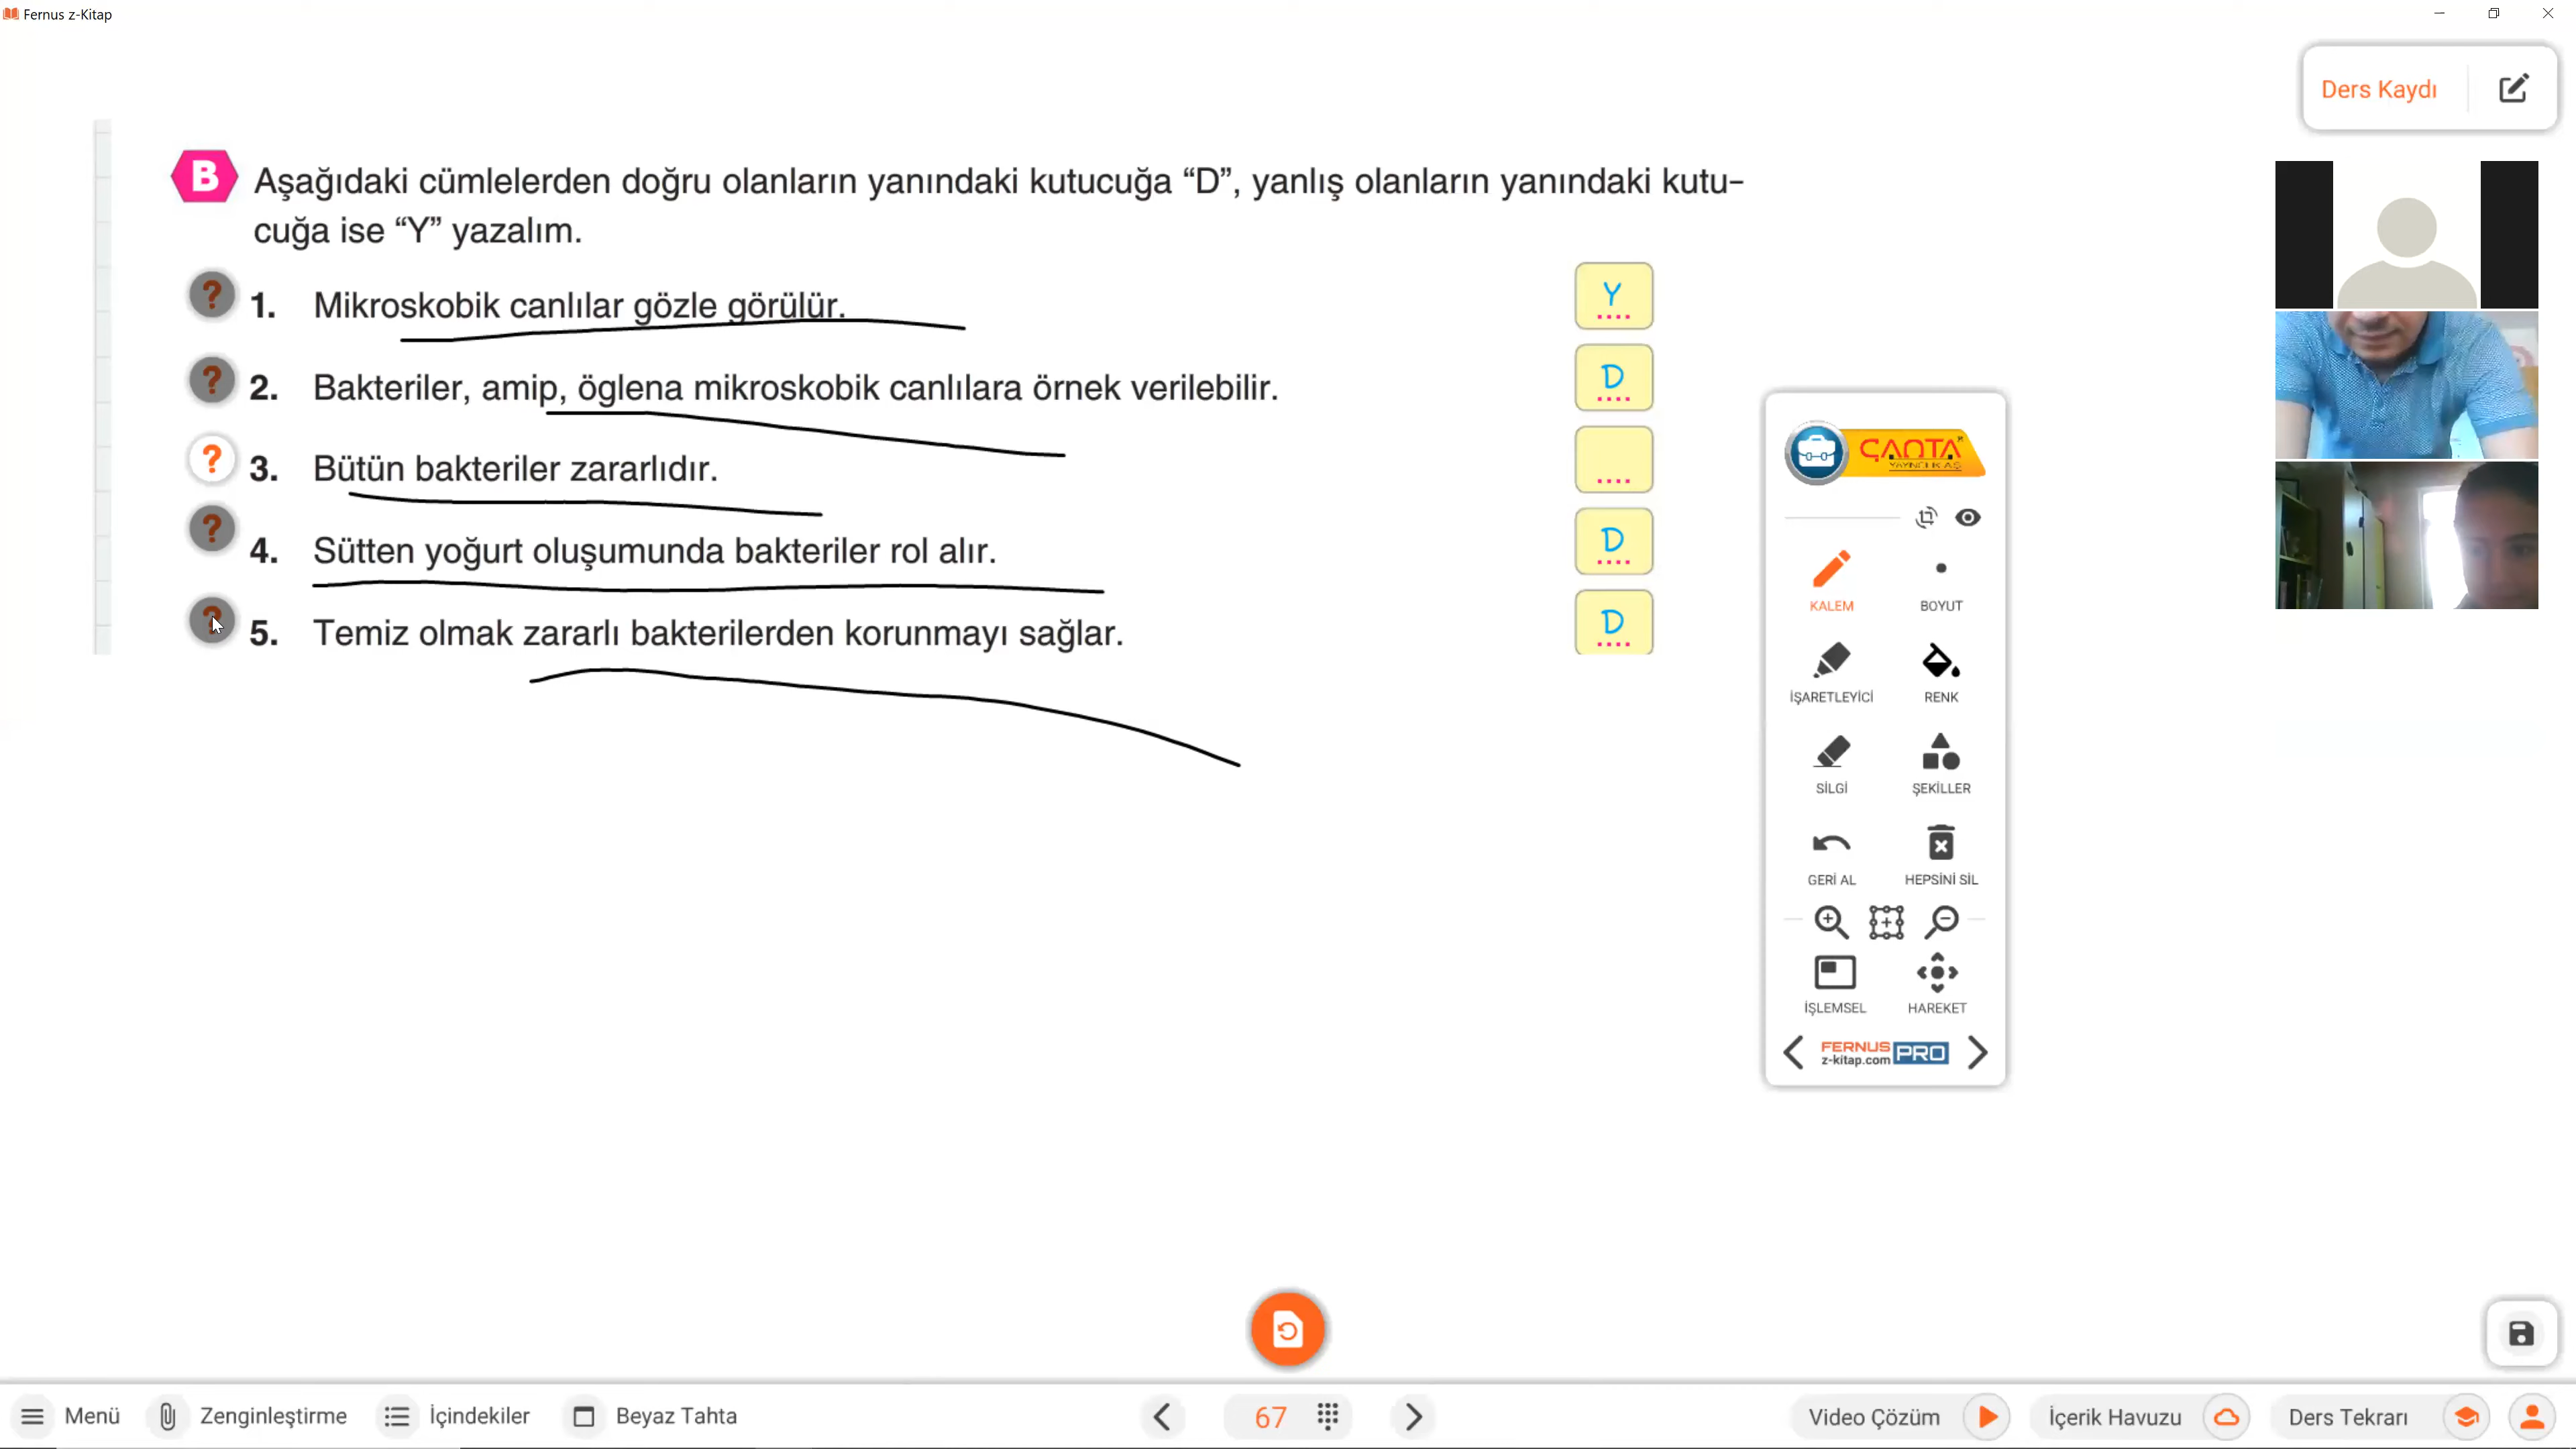 Fernus z-Kitap
Ders Kaydı
B Aşağıdaki cümlelerden doğru olanların yanındaki kutucuğa “D”, yanlış olanların yanındaki kutu-
cuğa ise “Y” yazalım.
? 1. Mikroskobik canlılar gözle görülür. Y
? 2. Bakteriler, amip, öglena mikroskobik canlılara örnek verilebilir. D
? 3. Bütün bakteriler zararlıdır. ....
? 4. Sütten yoğurt oluşumunda bakteriler rol alır. D
? 5. Temiz olmak zararlı bakterilerden korunmayı sağlar. D
ÇANTA
YAYINCILIK A.Ş.
KALEM BOYUT
İŞARETLEYİCİ RENK
SİLGİ ŞEKİLLER
GERİ AL HEPSİNİ SİL
İŞLEMSEL HAREKET
FERNUS PRO
z-kitap.com
Menü Zenginleştirme İçindekiler Beyaz Tahta 67 Video Çözüm İçerik Havuzu Ders Tekrarı